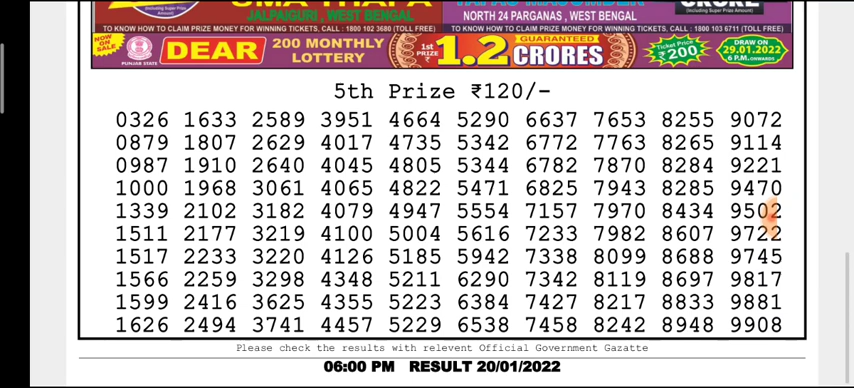 JALPAIGURI, WEST BENGAL
NORTH 24 PARGANAS , WEST BENGAL
CRORE
(Including Super Prize Amount)
TO KNOW HOW TO CLAIM PRIZE MONEY FOR WINNING TICKETS, CALL : 1800 102 3680 (TOLL FREE) TO KNOW HOW TO CLAIM PRIZE MONEY FOR WINNING TICKETS, CALL : 1800 103 6711 (TOLL FREE)
NOW ON SALE
PUNJAB STATE
DEAR
200 MONTHLY
LOTTERY
1st PRIZE ₹
GUARANTEED
1.2 CRORES
Ticket Price
₹200
DRAW ON
29.01.2022
6 P.M. ONWARDS
5th Prize ₹120/-
0326 1633 2589 3951 4664 5290 6637 7653 8255 9072
0879 1807 2629 4017 4735 5342 6772 7763 8265 9114
0987 1910 2640 4045 4805 5344 6782 7870 8284 9221
1000 1968 3061 4065 4822 5471 6825 7943 8285 9470
1339 2102 3182 4079 4947 5554 7157 7970 8434 9502
1511 2177 3219 4100 5004 5616 7233 7982 8607 9722
1517 2233 3220 4126 5185 5942 7338 8099 8688 9745
1566 2259 3298 4348 5211 6290 7342 8119 8697 9817
1599 2416 3625 4355 5223 6384 7427 8217 8833 9881
1626 2494 3741 4457 5229 6538 7458 8242 8948 9908
Please check the results with relevent Official Government Gazatte
06:00 PM RESULT 20/01/2022